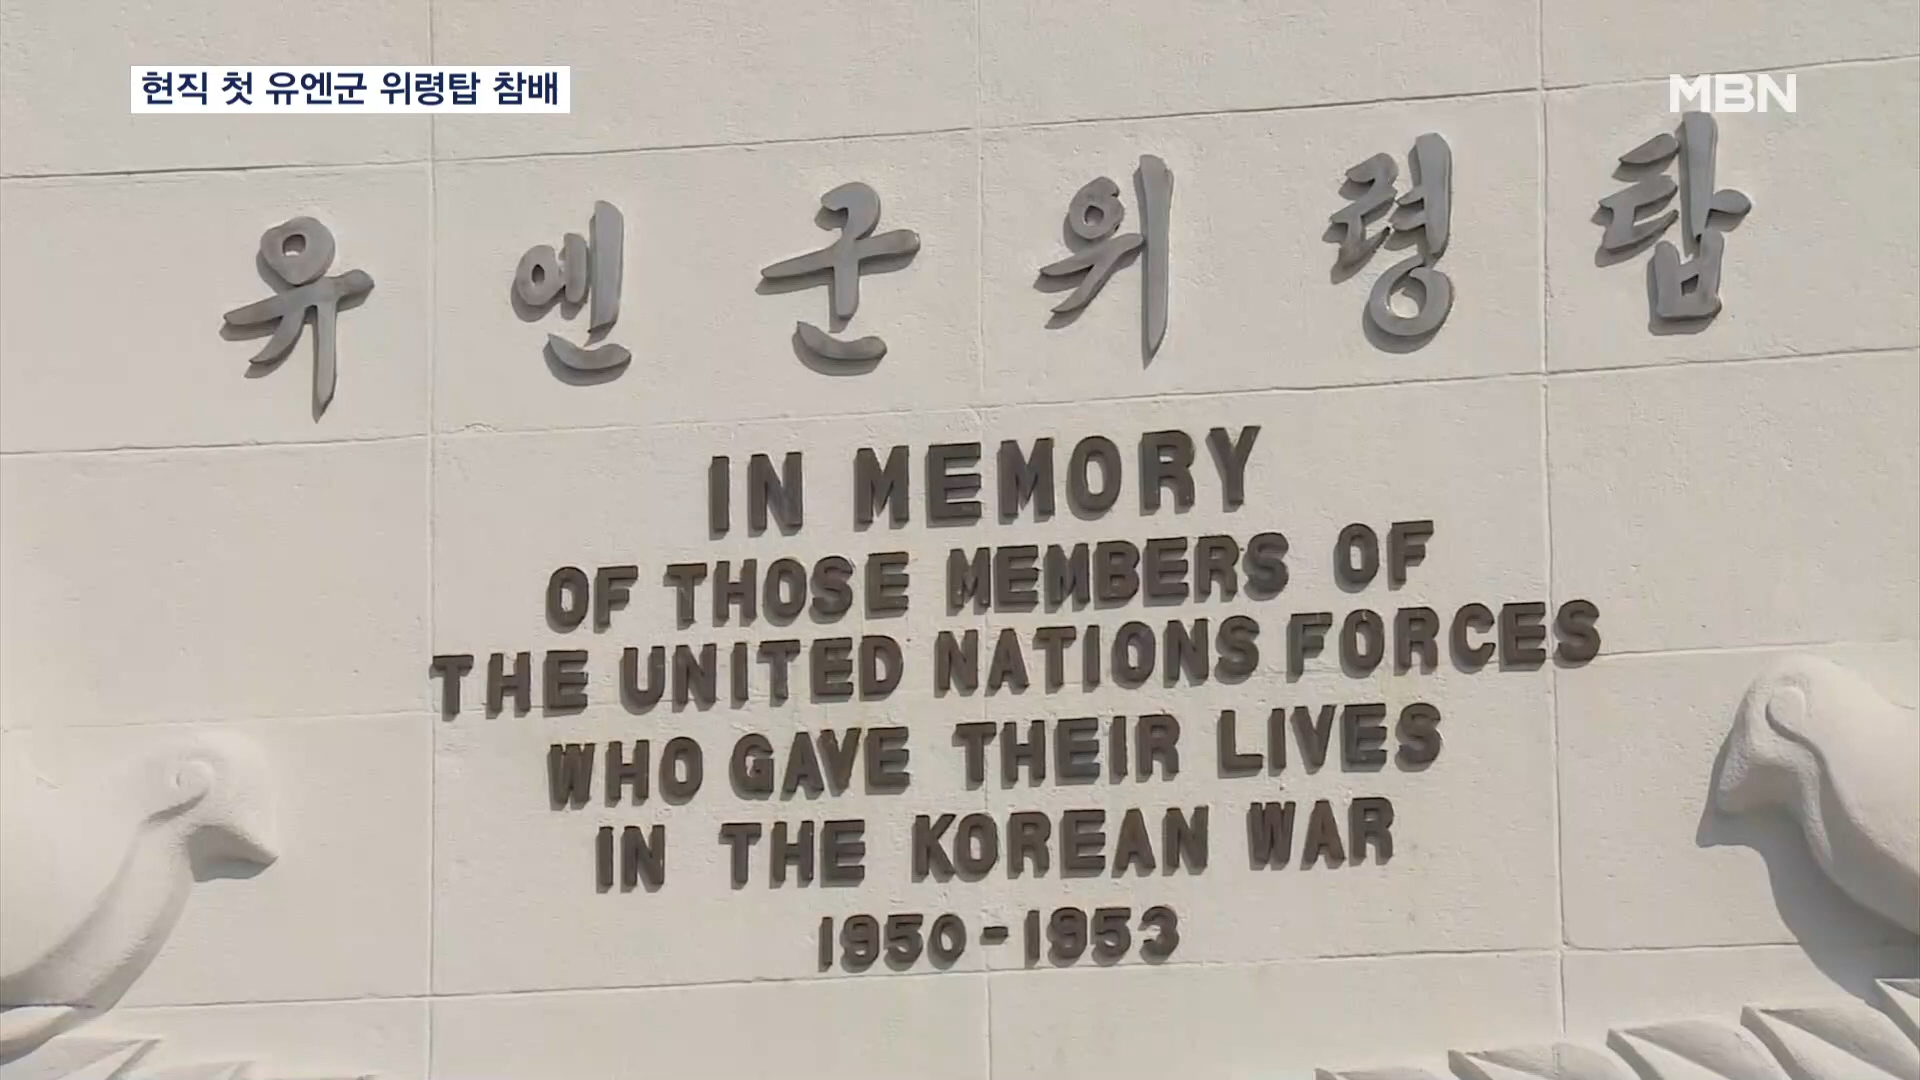 현직 첫 유엔군 위령탑 참배
MBN
유엔군위령탑
IN MEMORY
OF THOSE MEMBERS OF
THE UNITED NATIONS FORCES
WHO GAVE THEIR LIVES
IN THE KOREAN WAR
1950-1953